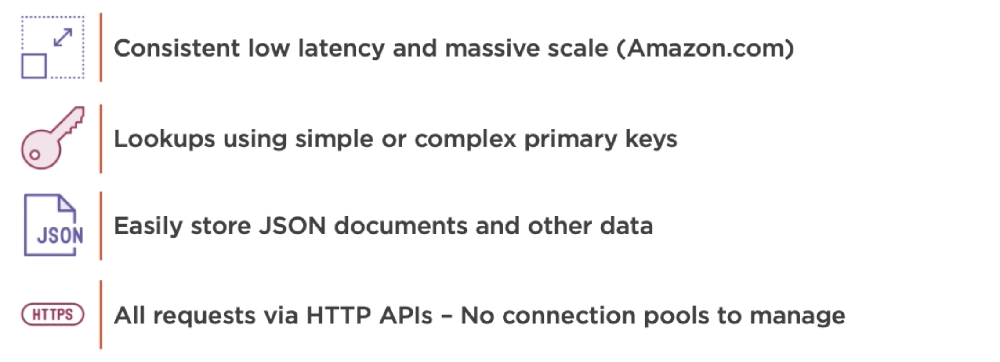 Consistent low latency and massive scale (Amazon.com)
Lookups using simple or complex primary keys
JSON
Easily store JSON documents and other data
HTTPS
All requests via HTTP APIs – No connection pools to manage